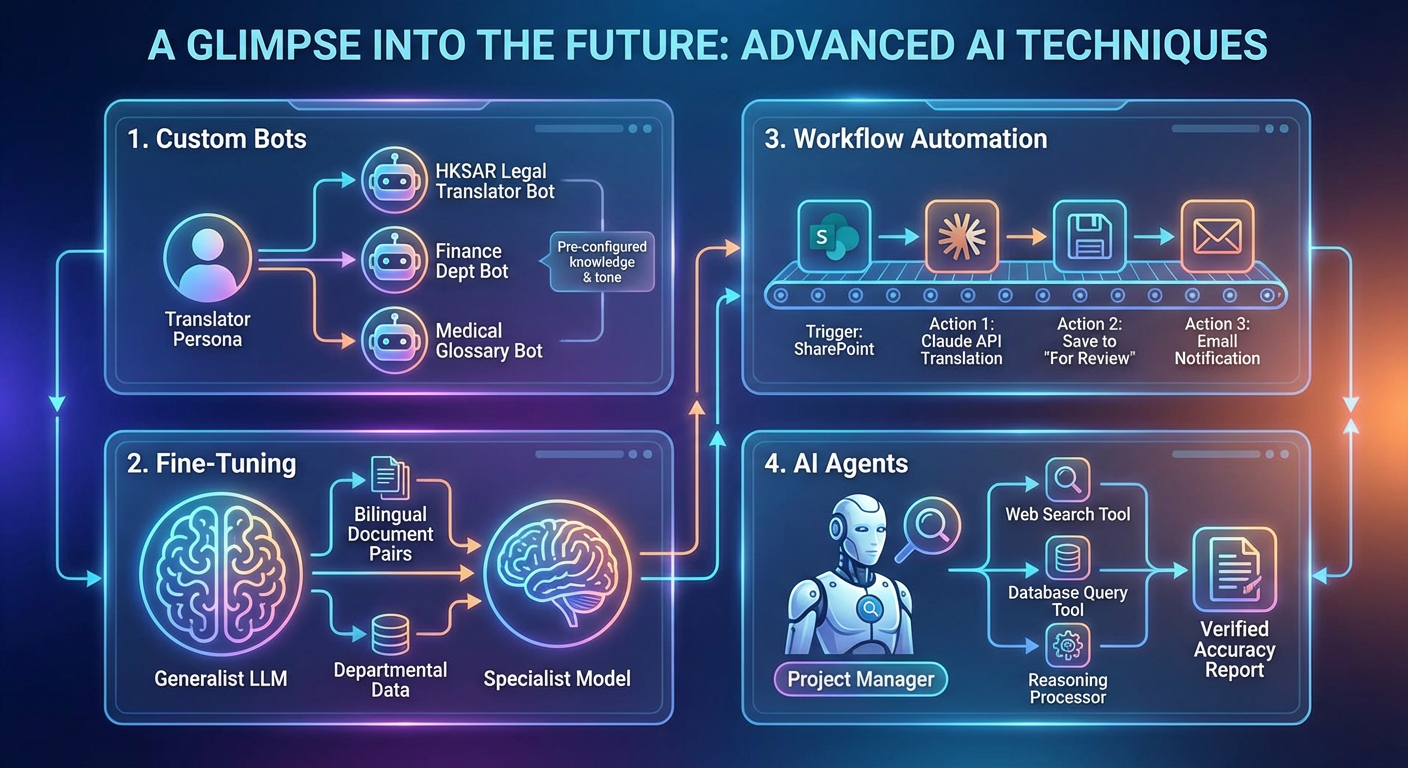 A GLIMPSE INTO THE FUTURE: ADVANCED AI TECHNIQUES
1. Custom Bots
Translator
Persona
HKSAR Legal
Translator Bot
Finance
Dept Bot
Medical
Glossary Bot
Pre-configured
knowledge
& tone
2. Fine-Tuning
Generalist LLM
Bilingual
Document
Pairs
Departmental
Data
Specialist Model
3. Workflow Automation
S
Trigger:
SharePoint
Action 1:
Claude API
Translation
Action 2:
Save to
"For Review"
Action 3:
Email
Notification
4. AI Agents
Project Manager
Web Search Tool
Database Query
Tool
Reasoning
Processor
Verified
Accuracy
Report